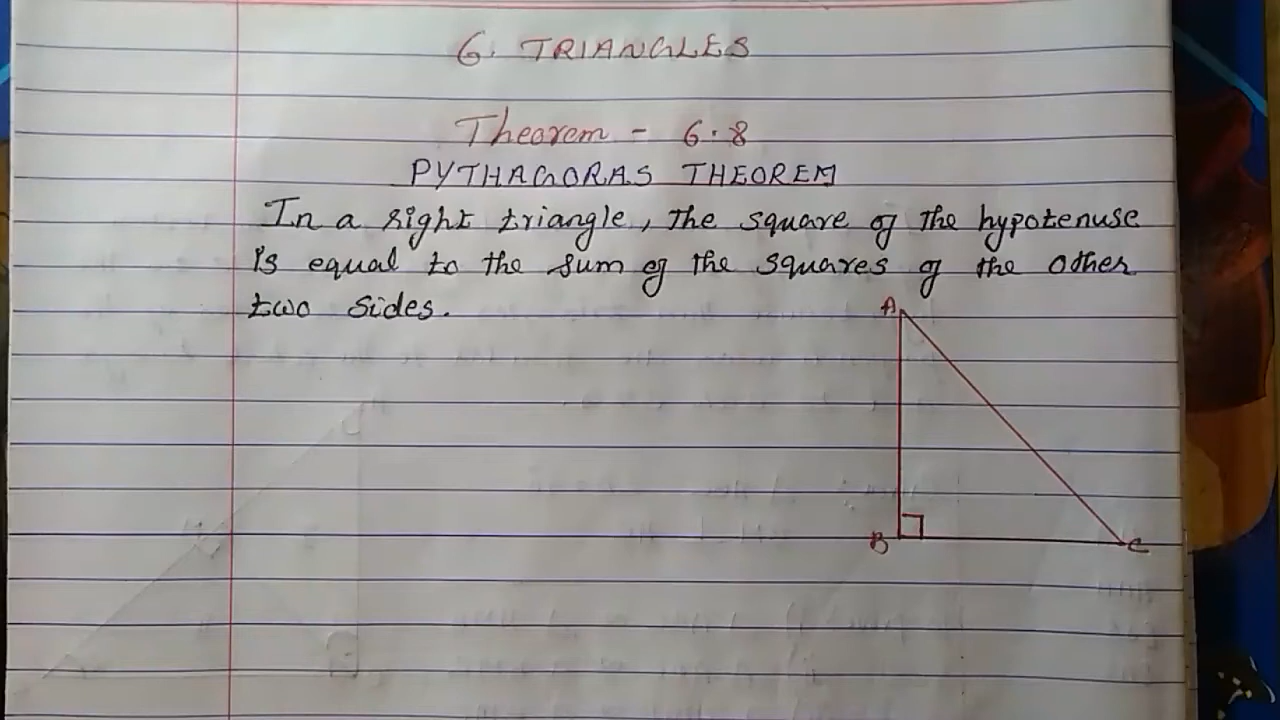 6. TRIANGLES
Theorem - 6.8
PYTHAGORAS THEOREM
In a right triangle, the square of the hypotenuse
is equal to the sum of the squares of the other
two sides.
A
B
C